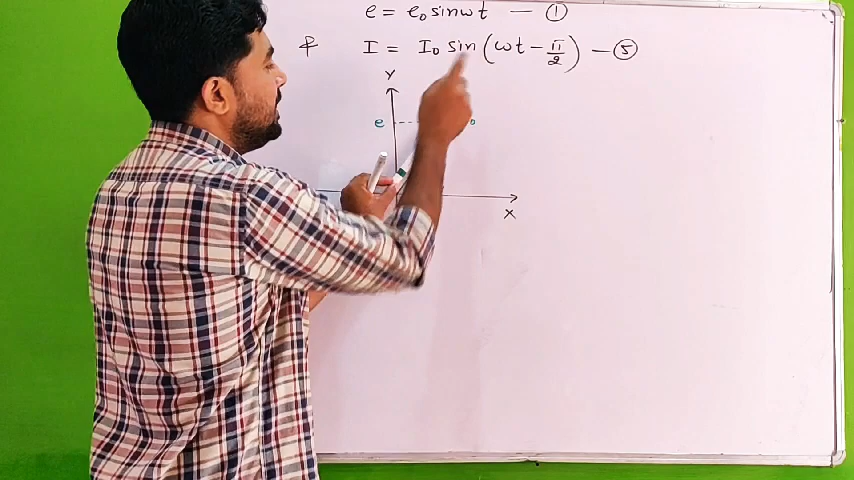 e = e₀ sinωt — ①
& I = I₀ sin(ωt - π/2) — ⑤
Y
e
X